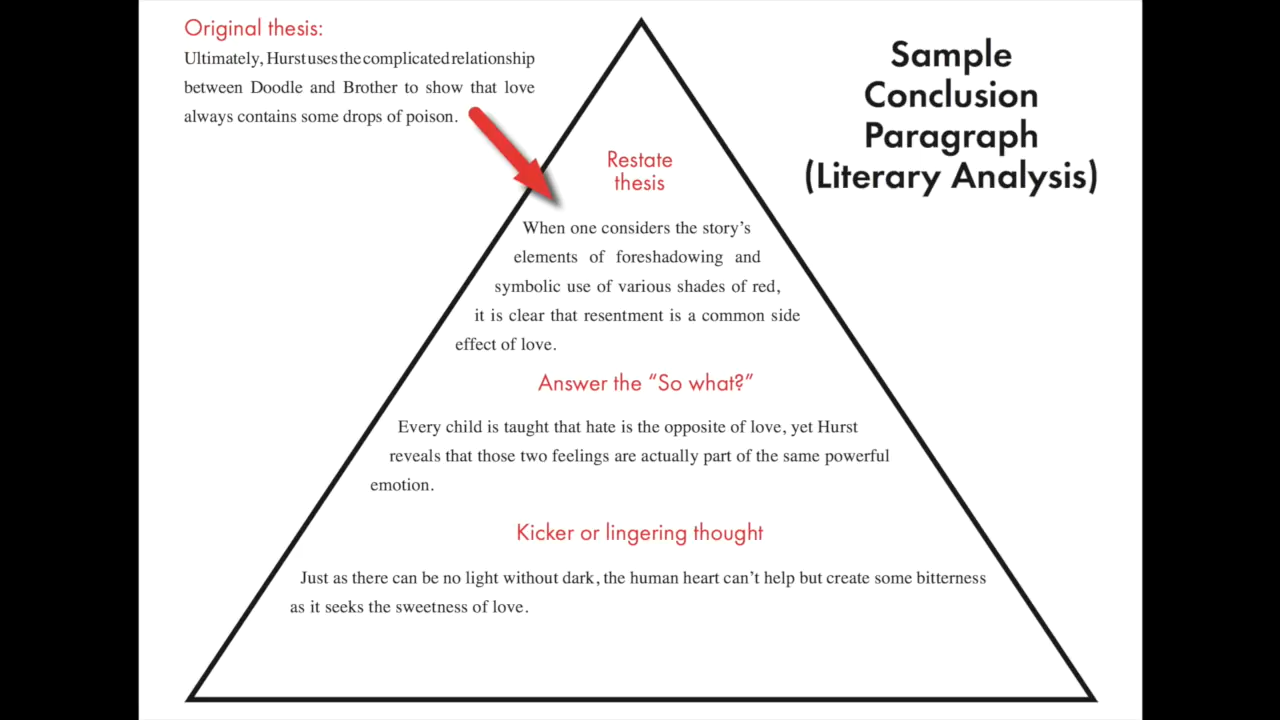 Original thesis:
Ultimately, Hurst uses the complicated relationship
between Doodle and Brother to show that love
always contains some drops of poison.
Sample
Conclusion
Paragraph
(Literary Analysis)
Restate
thesis
When one considers the story’s
elements of foreshadowing and
symbolic use of various shades of red,
it is clear that resentment is a common side
effect of love.
Answer the “So what?”
Every child is taught that hate is the opposite of love, yet Hurst
reveals that those two feelings are actually part of the same powerful
emotion.
Kicker or lingering thought
Just as there can be no light without dark, the human heart can’t help but create some bitterness
as it seeks the sweetness of love.